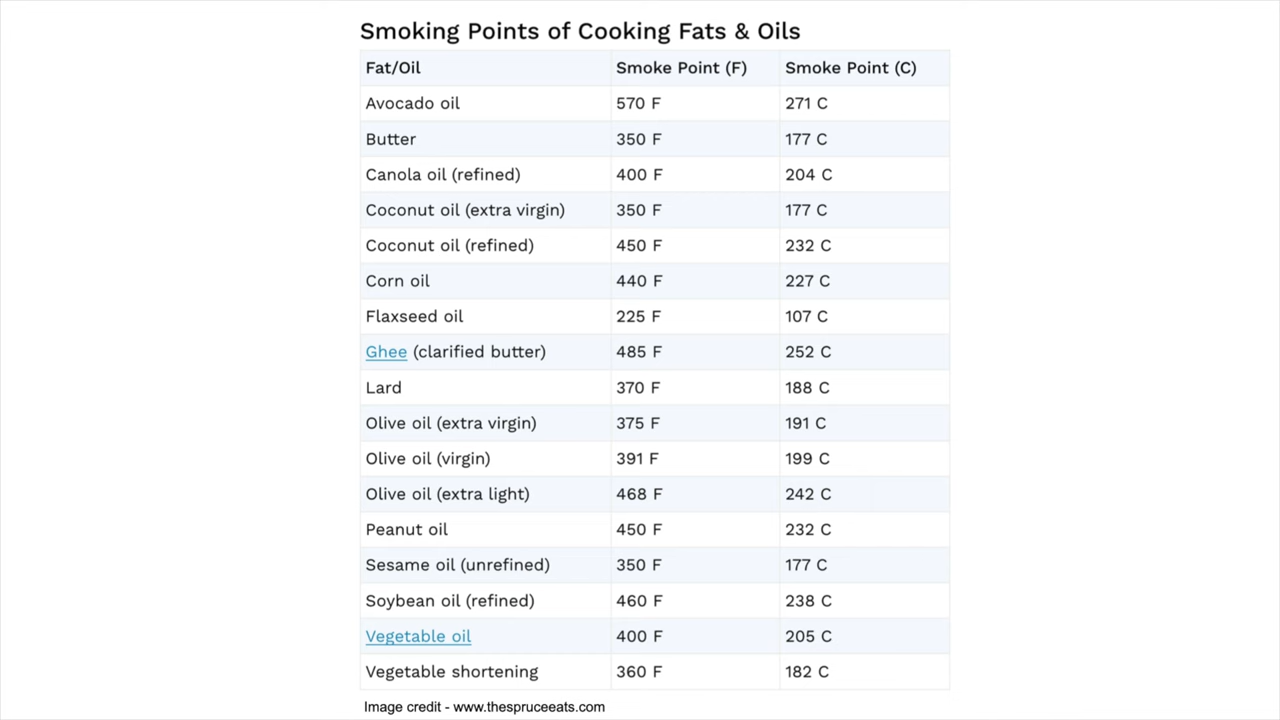 Smoking Points of Cooking Fats & Oils
Fat/Oil Smoke Point (F) Smoke Point (C)
Avocado oil 570 F 271 C
Butter 350 F 177 C
Canola oil (refined) 400 F 204 C
Coconut oil (extra virgin) 350 F 177 C
Coconut oil (refined) 450 F 232 C
Corn oil 440 F 227 C
Flaxseed oil 225 F 107 C
Ghee (clarified butter) 485 F 252 C
Lard 370 F 188 C
Olive oil (extra virgin) 375 F 191 C
Olive oil (virgin) 391 F 199 C
Olive oil (extra light) 468 F 242 C
Peanut oil 450 F 232 C
Sesame oil (unrefined) 350 F 177 C
Soybean oil (refined) 460 F 238 C
Vegetable oil 400 F 205 C
Vegetable shortening 360 F 182 C
Image credit - www.thespruceeats.com